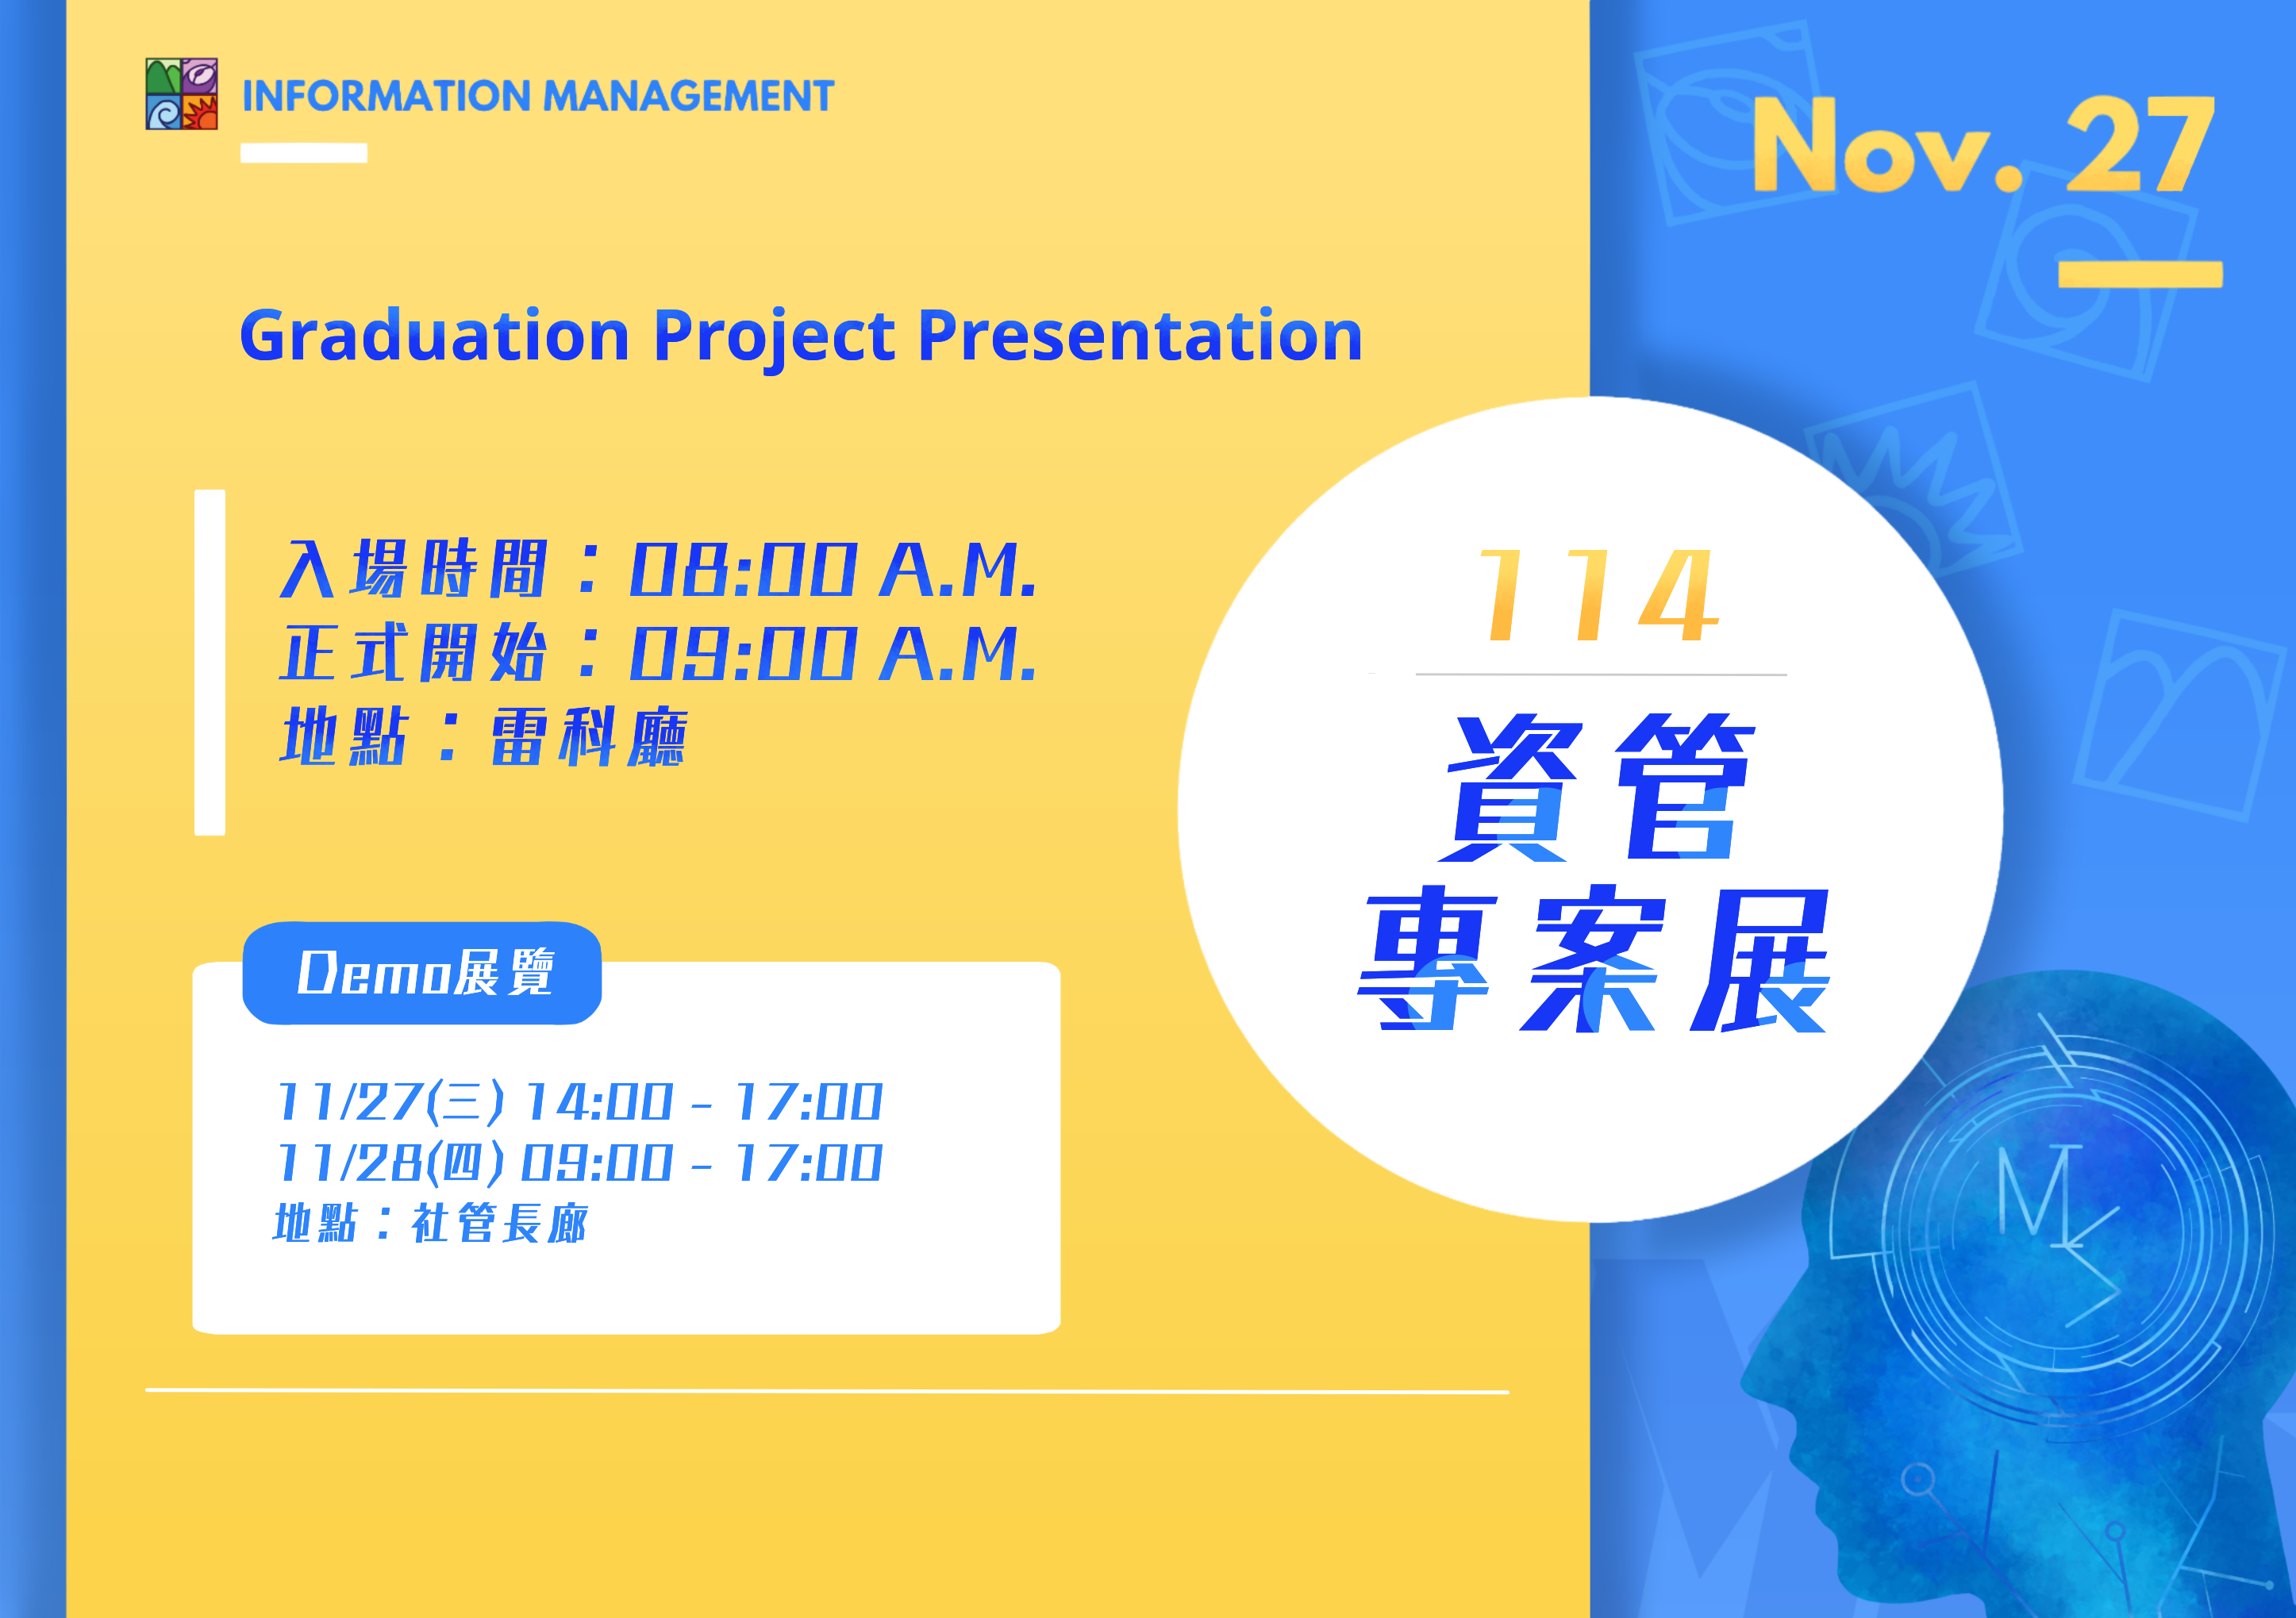 INFORMATION MANAGEMENT
Nov. 27
Graduation Project Presentation
入場時間：08:00 A.M.
正式開始：09:00 A.M.
地點：雷科廳
114
資管
專案展
Demo展覽
11/27(三) 14:00 - 17:00
11/28(四) 09:00 - 17:00
地點：社管長廊
MIS